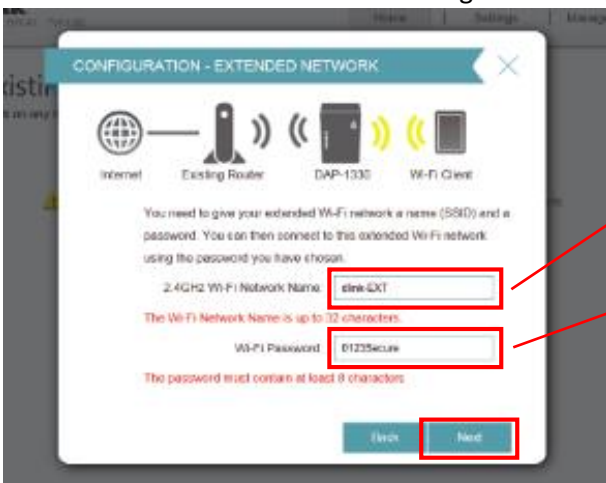 Home Settings
CONFIGURATION - EXTENDED NETWORK
Internet Existing Router DAP-1330 Wi-Fi Client
You need to give your extended Wi-Fi network a name (SSID) and a
password. You can then connect to this extended Wi-Fi network
using the password you have chosen.
2.4GHz Wi-Fi Network Name: dlink-EXT
The Wi-Fi Network Name is up to 32 characters.
Wi-Fi Password: 0123Secure
The password must contain at least 8 characters
Back Next